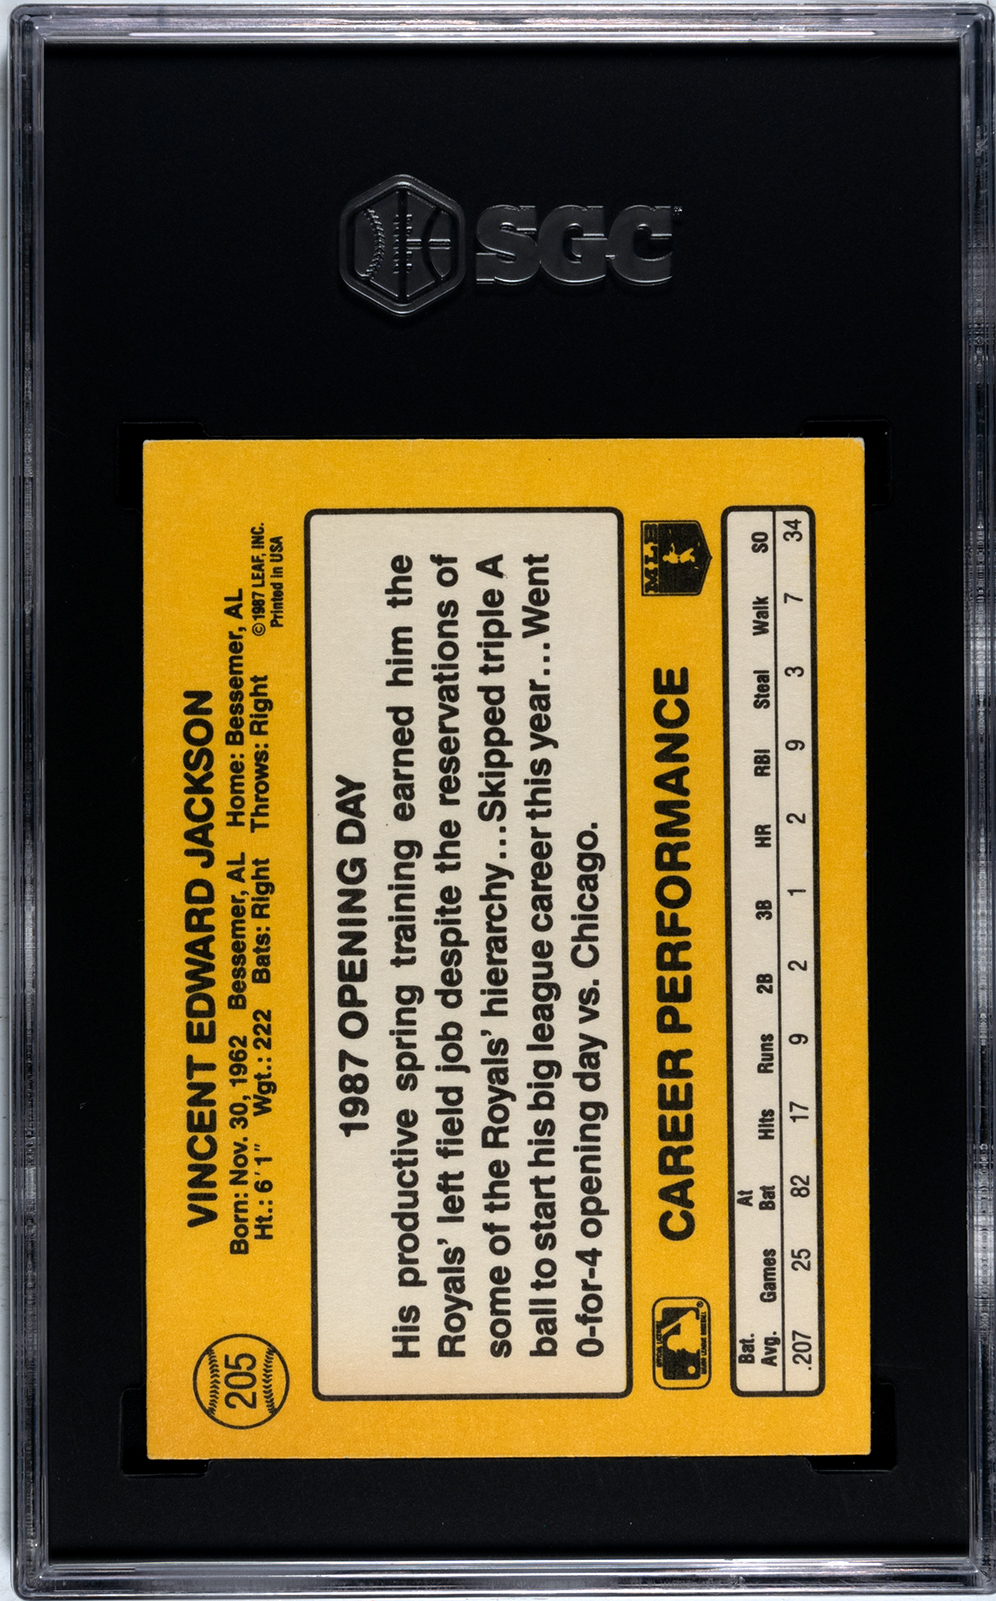 SGC
205
VINCENT EDWARD JACKSON
Born: Nov. 30, 1962 Bessemer, AL Home: Bessemer, AL
Ht.: 6'1" Wgt.: 222 Bats: Right Throws: Right
©1987 LEAF, INC.
Printed in USA
1987 OPENING DAY
His productive spring training earned him the
Royals' left field job despite the reservations of
some of the Royals' hierarchy...Skipped triple A
ball to start his big league career this year...Went
0-for-4 opening day vs. Chicago.
CAREER PERFORMANCE
MLB
Bat. Avg. Games At Bat Hits Runs 2B 3B HR RBI Steal Walk SO
.207 25 82 17 9 2 1 2 9 3 7 34